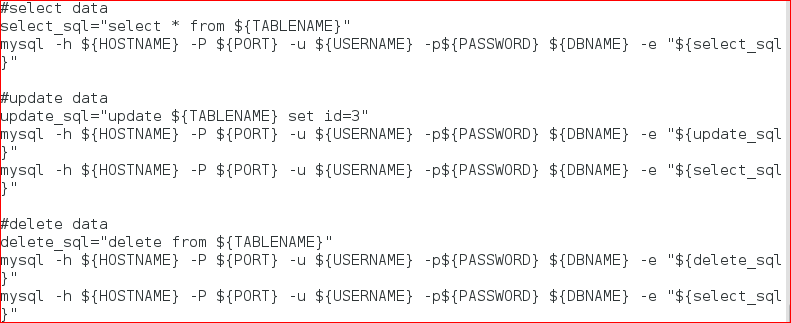 #select data
select_sql="select * from ${TABLENAME}"
mysql -h ${HOSTNAME} -P ${PORT} -u ${USERNAME} -p${PASSWORD} ${DBNAME} -e "${select_sql
}"
#update data
update_sql="update ${TABLENAME} set id=3"
mysql -h ${HOSTNAME} -P ${PORT} -u ${USERNAME} -p${PASSWORD} ${DBNAME} -e "${update_sql
}"
mysql -h ${HOSTNAME} -P ${PORT} -u ${USERNAME} -p${PASSWORD} ${DBNAME} -e "${select_sql
}"
#delete data
delete_sql="delete from ${TABLENAME}"
mysql -h ${HOSTNAME} -P ${PORT} -u ${USERNAME} -p${PASSWORD} ${DBNAME} -e "${delete_sql
}"
mysql -h ${HOSTNAME} -P ${PORT} -u ${USERNAME} -p${PASSWORD} ${DBNAME} -e "${select_sql
}"